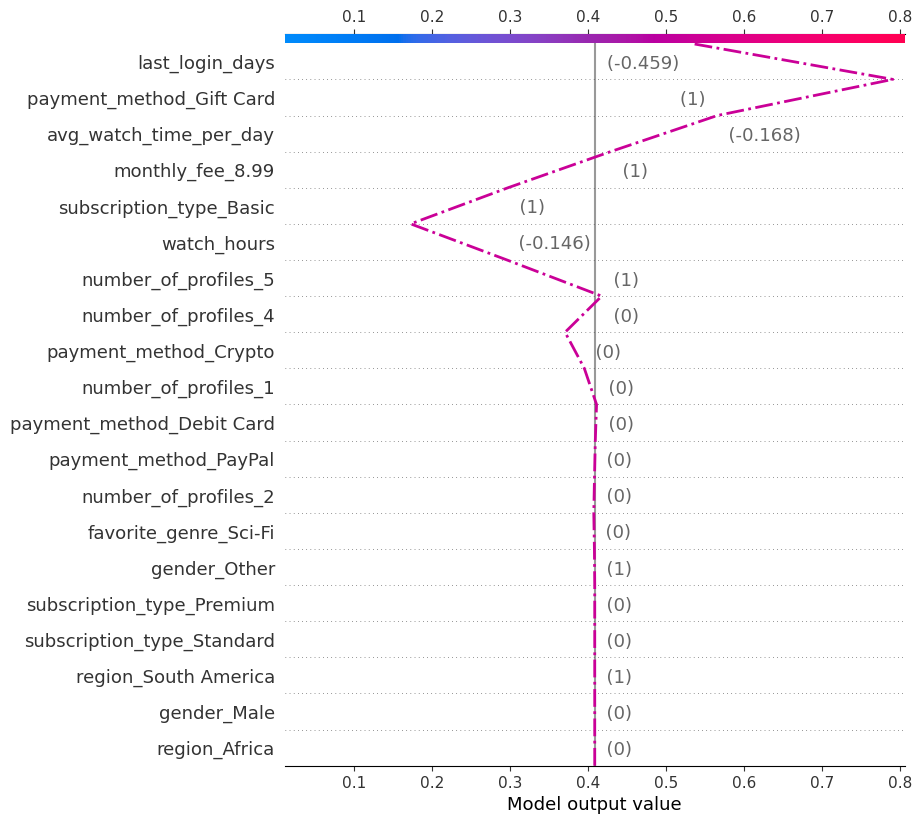 0.1 0.2 0.3 0.4 0.5 0.6 0.7 0.8
last_login_days (-0.459)
payment_method_Gift Card (1)
avg_watch_time_per_day (-0.168)
monthly_fee_8.99 (1)
subscription_type_Basic (1)
watch_hours (-0.146)
number_of_profiles_5 (1)
number_of_profiles_4 (0)
payment_method_Crypto (0)
number_of_profiles_1 (0)
payment_method_Debit Card (0)
payment_method_PayPal (0)
number_of_profiles_2 (0)
favorite_genre_Sci-Fi (0)
gender_Other (1)
subscription_type_Premium (0)
subscription_type_Standard (0)
region_South America (1)
gender_Male (0)
region_Africa (0)
0.1 0.2 0.3 0.4 0.5 0.6 0.7 0.8
Model output value